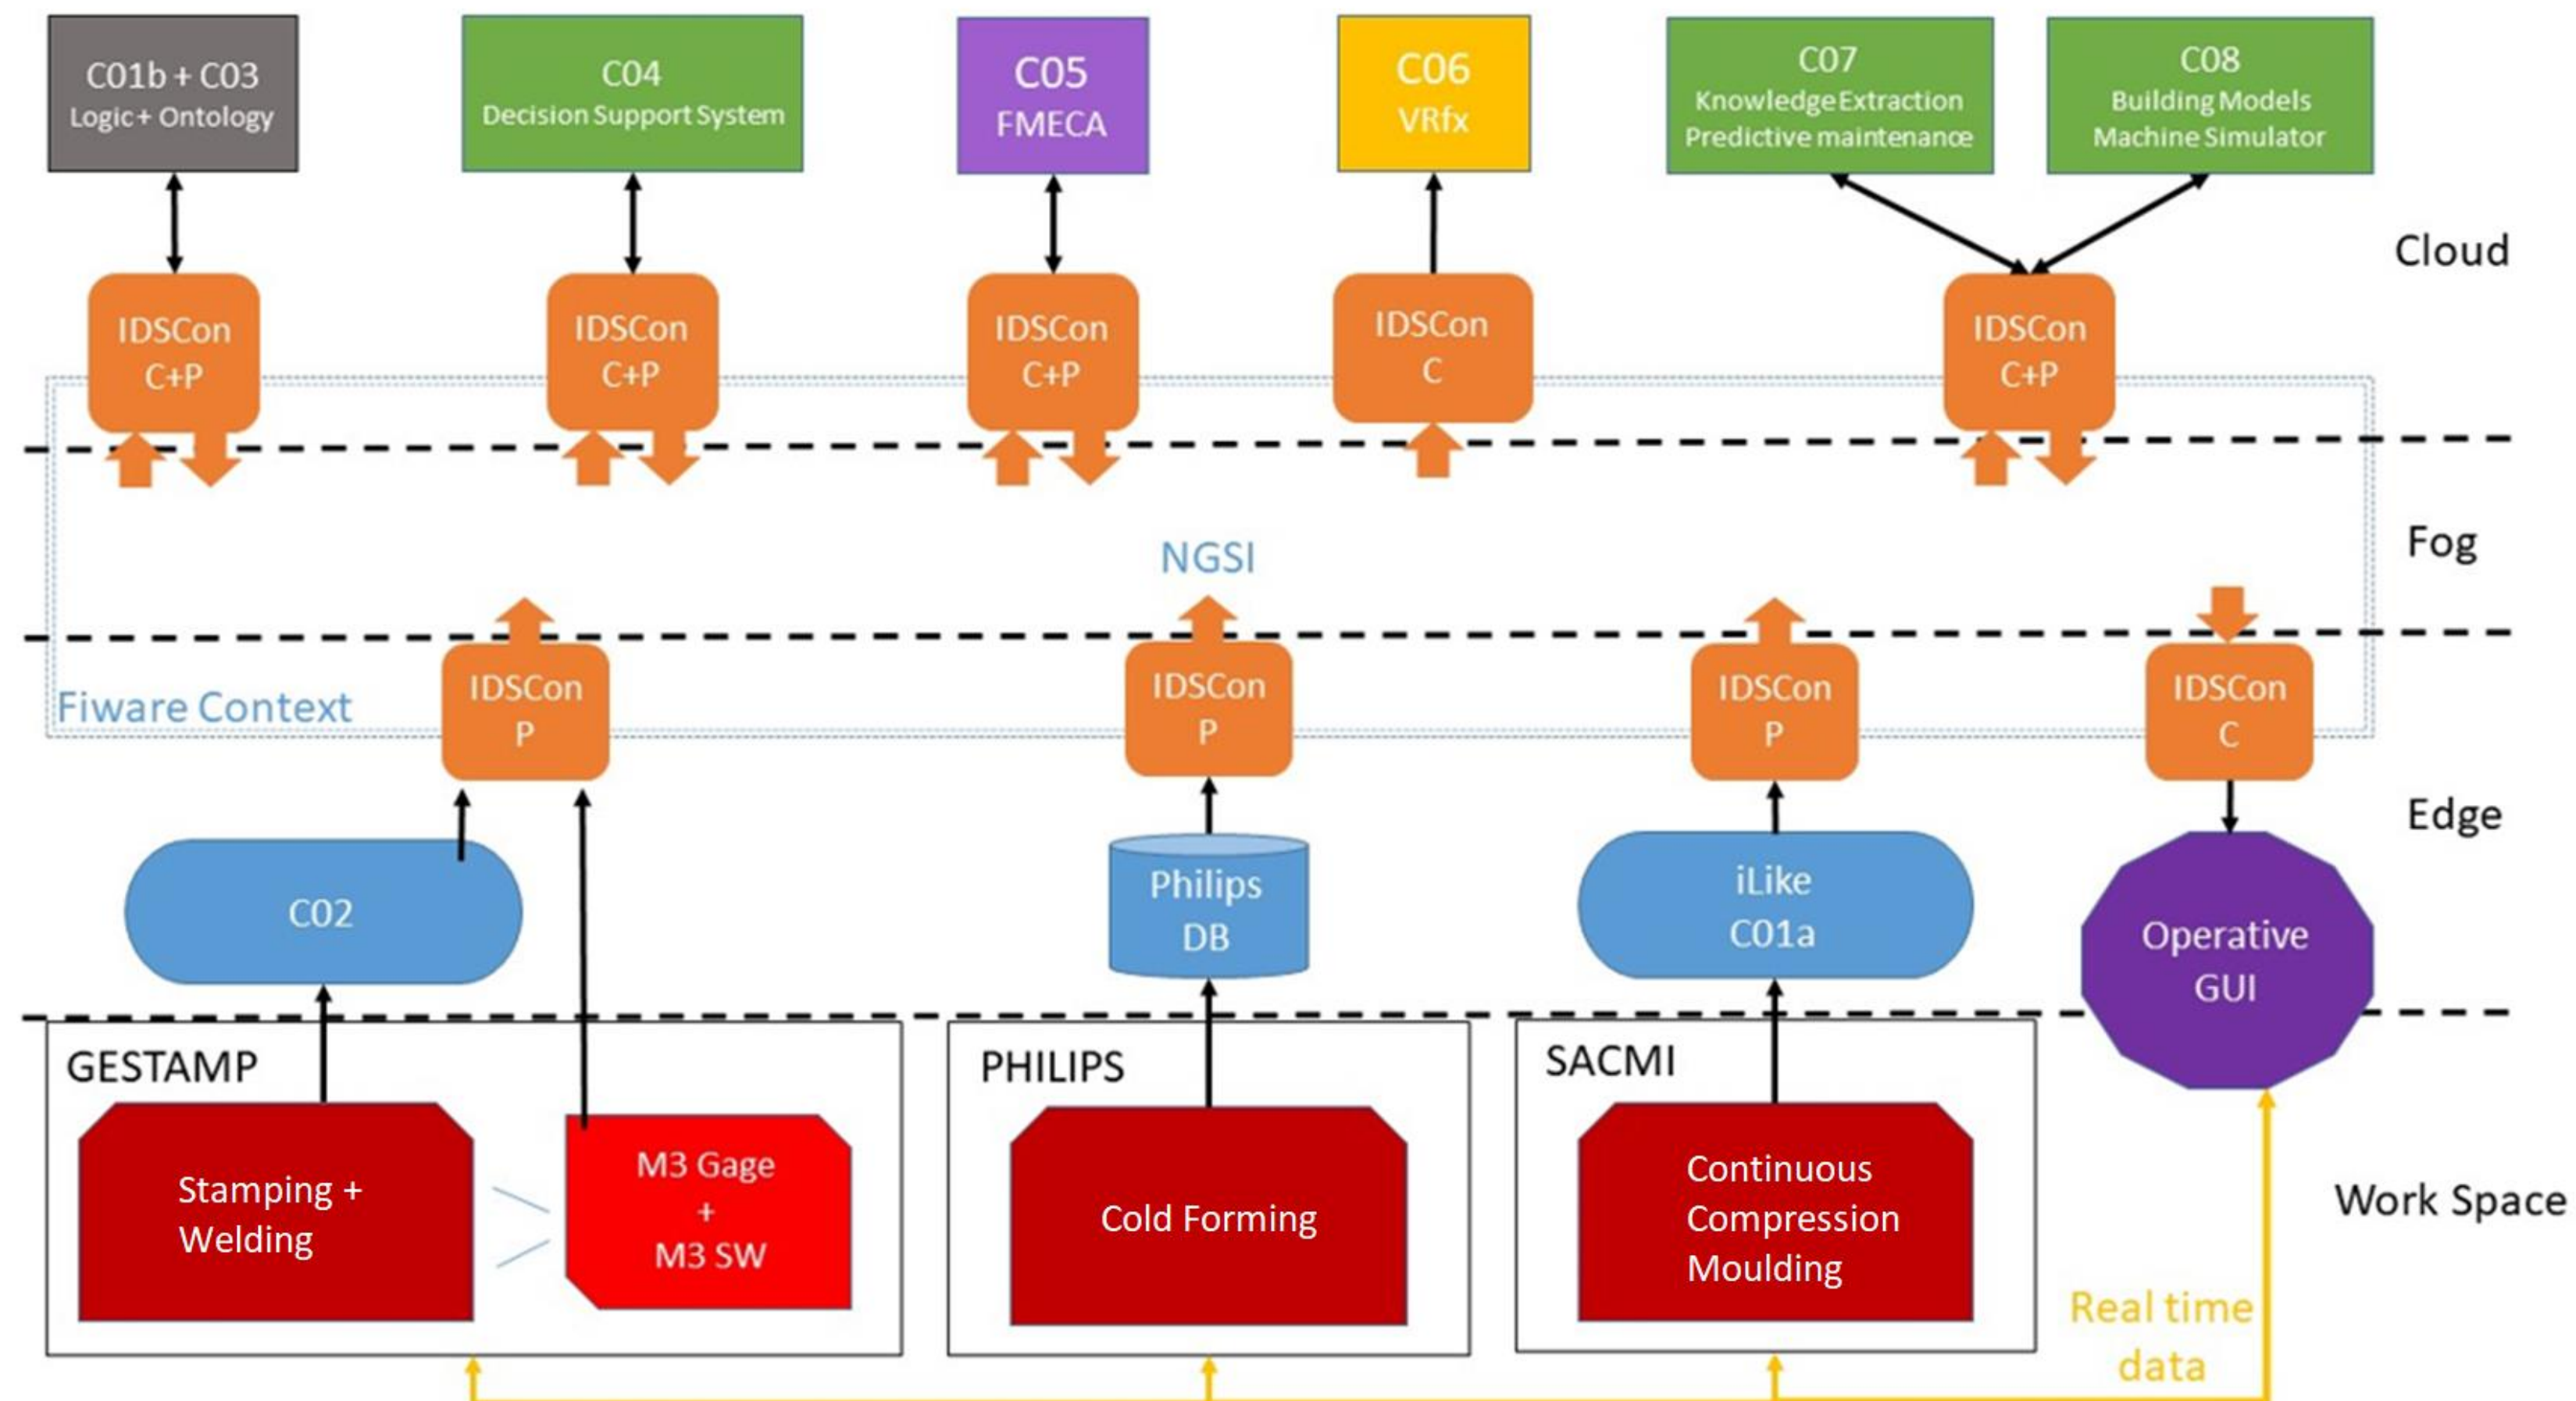 C01b + C03
Logic + Ontology
C04
Decision Support System
C05
FMECA
C06
VRfx
C07
Knowledge Extraction
Predictive maintenance
C08
Building Models
Machine Simulator
Cloud
IDSCon
C+P
IDSCon
C+P
IDSCon
C+P
IDSCon
C
IDSCon
C+P
Fog
NGSI
Fiware Context
IDSCon
P
IDSCon
P
IDSCon
P
IDSCon
C
Edge
C02
Philips
DB
iLike
C01a
Operative
GUI
GESTAMP
Stamping +
Welding
M3 Gage
+
M3 SW
PHILIPS
Cold Forming
SACMI
Continuous
Compression
Moulding
Work Space
Real time
data